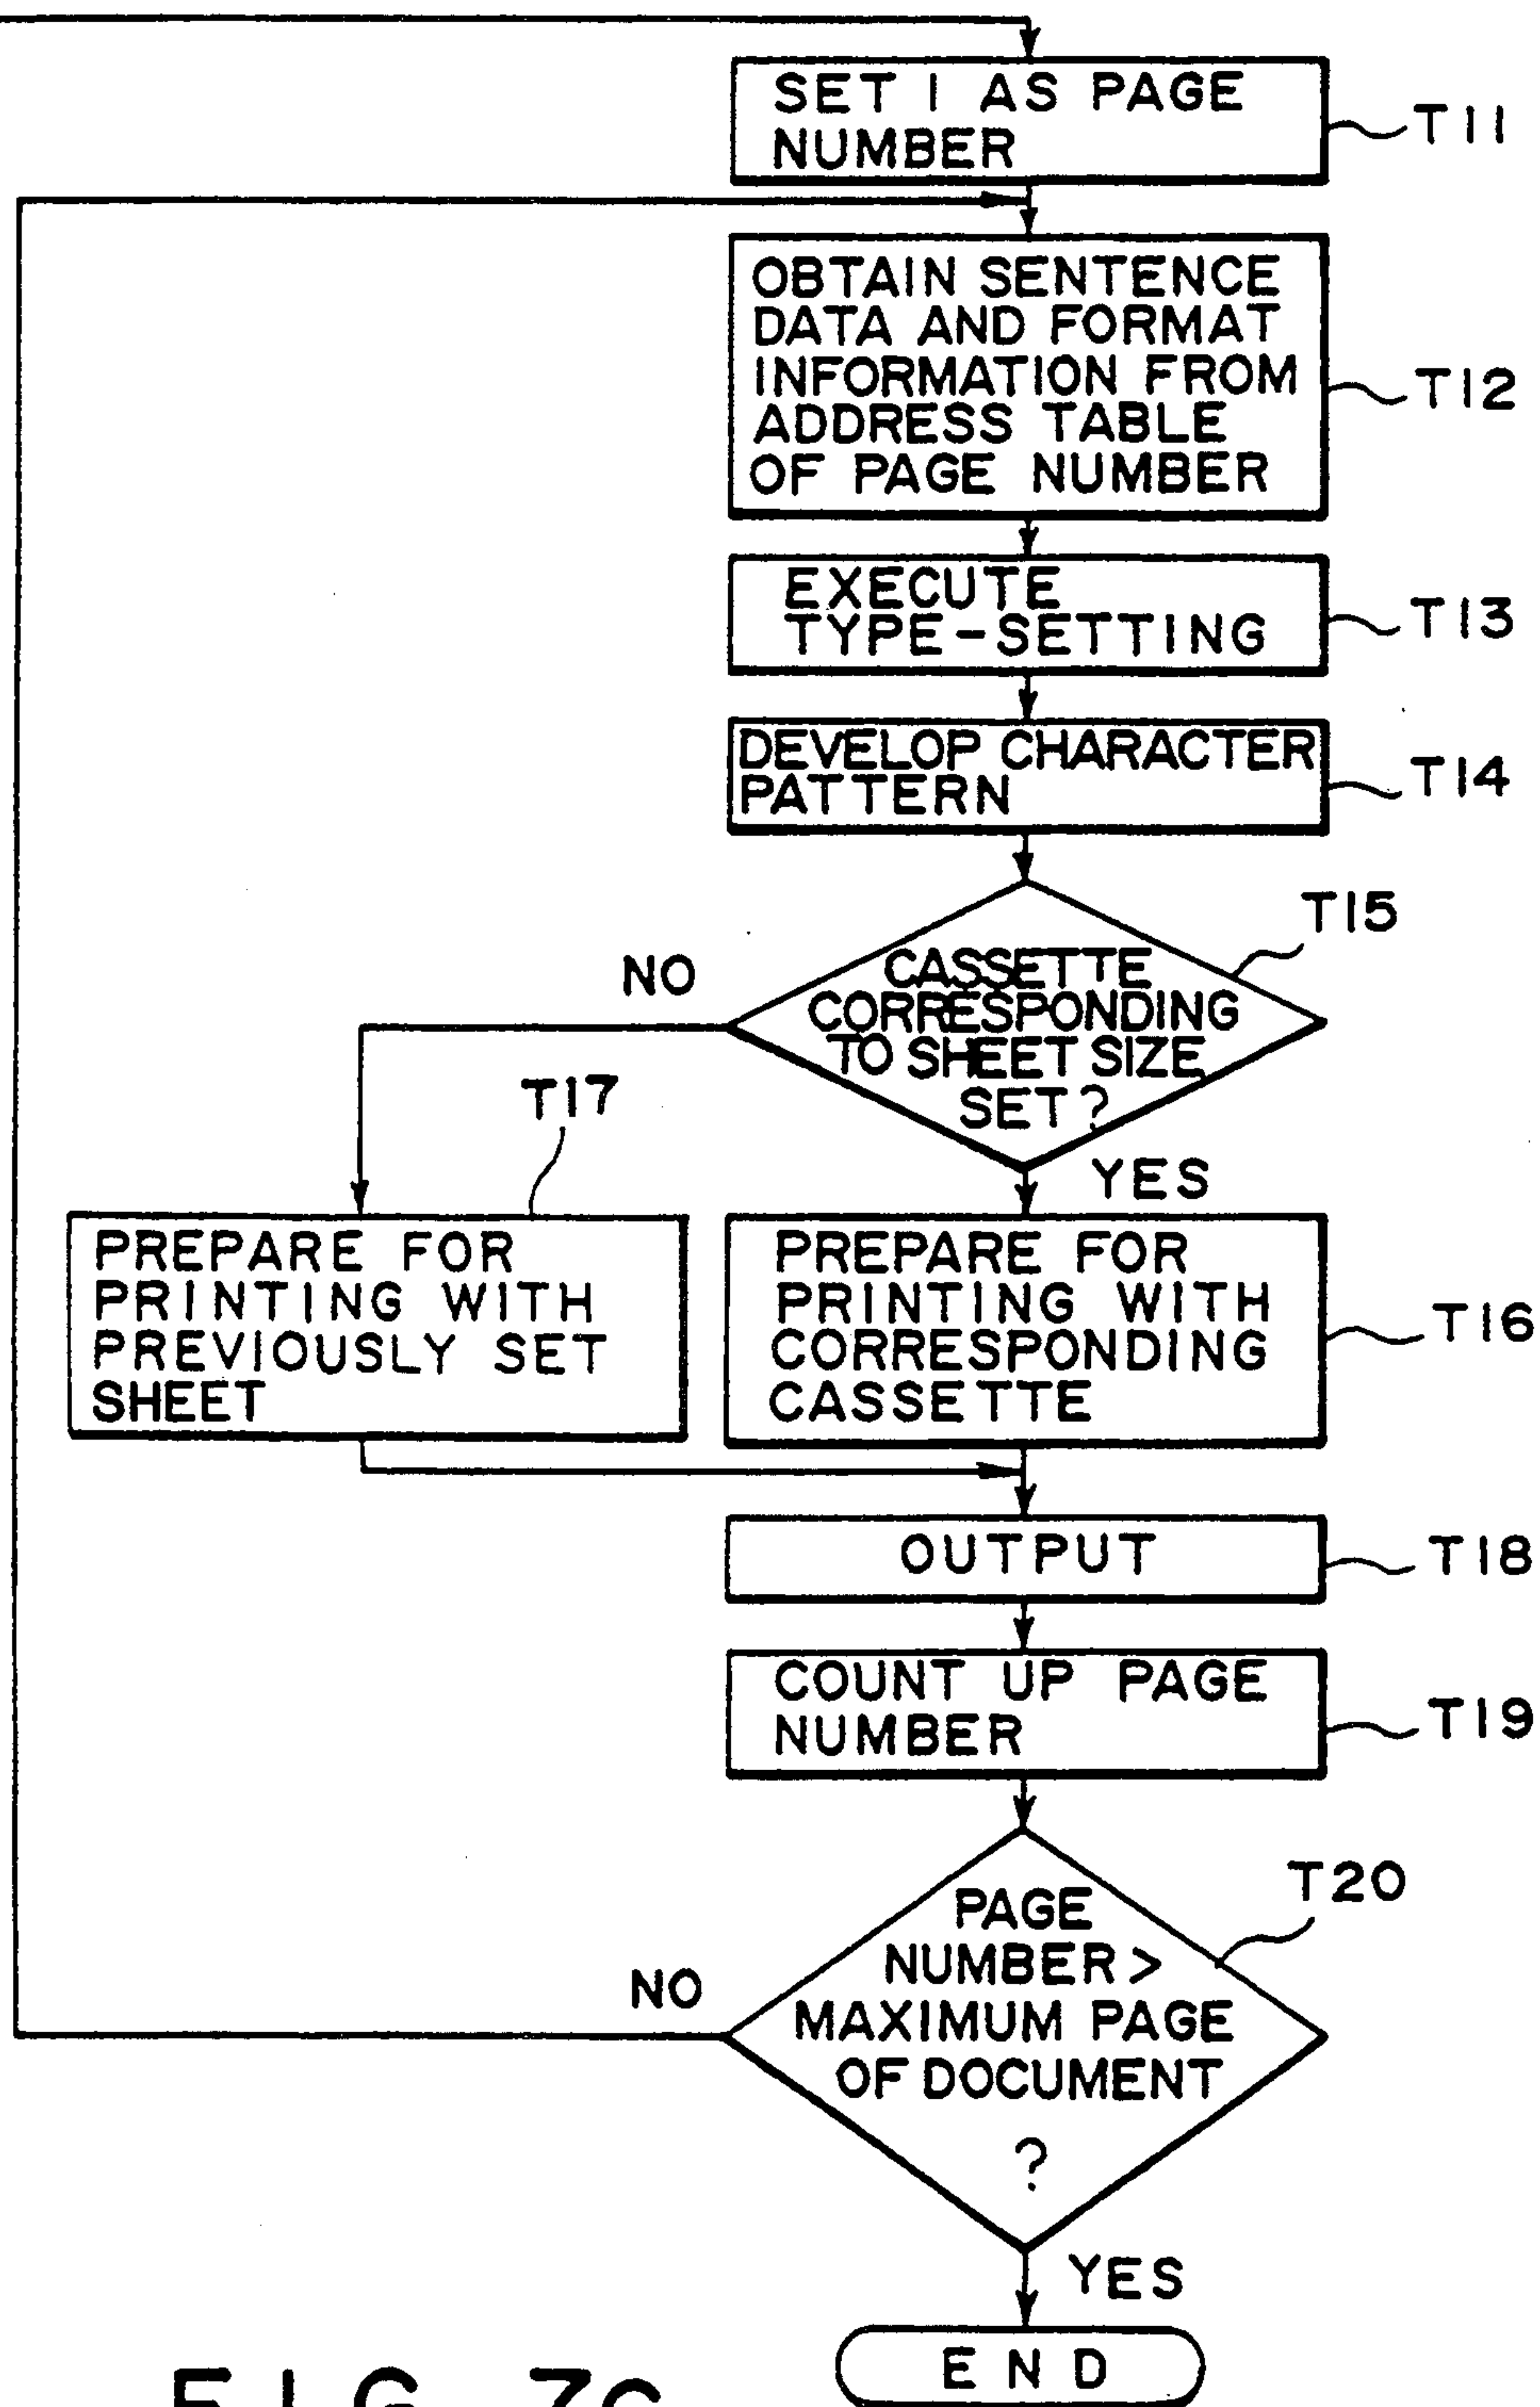 SET 1 AS PAGE
NUMBER
T11
OBTAIN SENTENCE
DATA AND FORMAT
INFORMATION FROM
ADDRESS TABLE
OF PAGE NUMBER
T12
EXECUTE
TYPE-SETTING
T13
DEVELOP CHARACTER
PATTERN
T14
T15
CASSETTE
CORRESPONDING
TO SHEET SIZE
SET?
NO
YES
T17
PREPARE FOR
PRINTING WITH
PREVIOUSLY SET
SHEET
PREPARE FOR
PRINTING WITH
CORRESPONDING
CASSETTE
T16
OUTPUT
T18
COUNT UP PAGE
NUMBER
T19
T20
PAGE
NUMBER >
MAXIMUM PAGE
OF DOCUMENT
?
NO
YES
END
FIG.